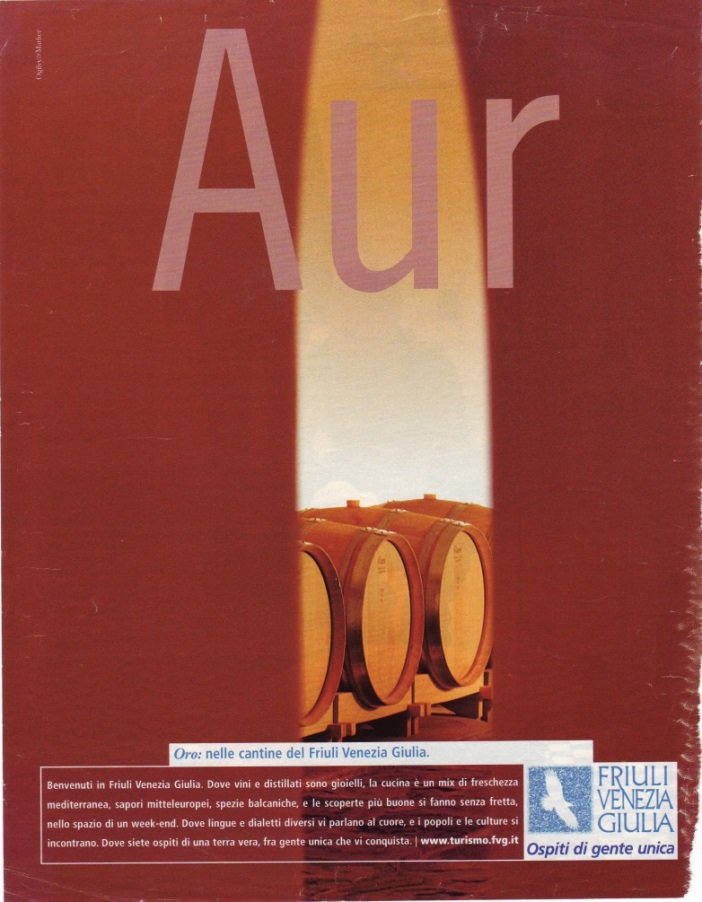 Ogilvy&Mather
Aur
Oro: nelle cantine del Friuli Venezia Giulia.
Benvenuti in Friuli Venezia Giulia. Dove vini e distillati sono gioielli, la cucina è un mix di freschezza
mediterranea, sapori mitteleuropei, spezie balcaniche, e le scoperte più buone si fanno senza fretta,
nello spazio di un week-end. Dove lingue e dialetti diversi vi parlano al cuore, e i popoli e le culture si
incontrano. Dove siete ospiti di una terra vera, fra gente unica che vi conquista. | www.turismo.fvg.it
FRIULI
VENEZIA
GIULIA
Ospiti di gente unica